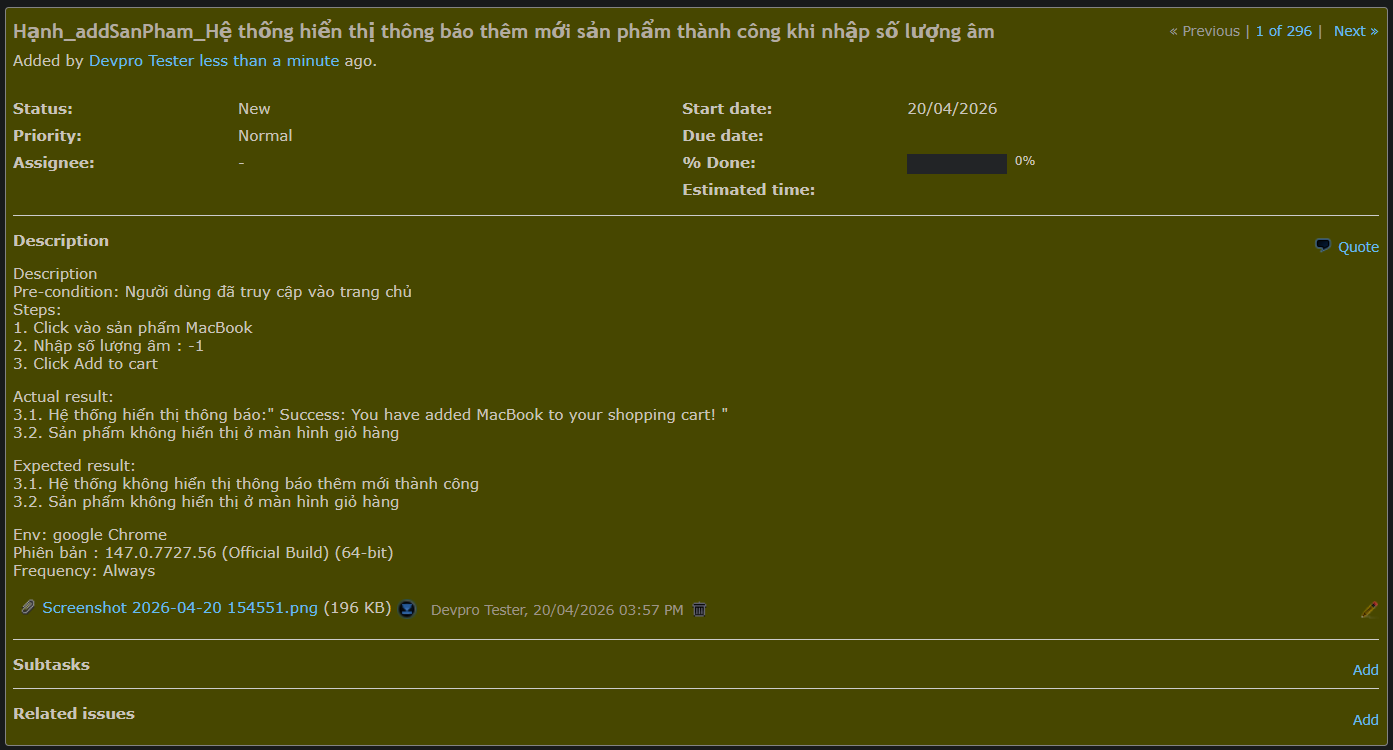 Hạnh_addSanPham_Hệ thống hiển thị thông báo thêm mới sản phẩm thành công khi nhập số lượng âm
« Previous | 1 of 296 | Next »
Added by Devpro Tester less than a minute ago.
Status: New
Start date: 20/04/2026
Priority: Normal
Due date:
Assignee: -
% Done: 0%
Estimated time:
Description
Quote
Description
Pre-condition: Người dùng đã truy cập vào trang chủ
Steps:
1. Click vào sản phẩm MacBook
2. Nhập số lượng âm : -1
3. Click Add to cart
Actual result:
3.1. Hệ thống hiển thị thông báo:" Success: You have added MacBook to your shopping cart! "
3.2. Sản phẩm không hiển thị ở màn hình giỏ hàng
Expected result:
3.1. Hệ thống không hiển thị thông báo thêm mới thành công
3.2. Sản phẩm không hiển thị ở màn hình giỏ hàng
Env: google Chrome
Phiên bản : 147.0.7727.56 (Official Build) (64-bit)
Frequency: Always
Screenshot 2026-04-20 154551.png (196 KB) Devpro Tester, 20/04/2026 03:57 PM
Subtasks
Add
Related issues
Add